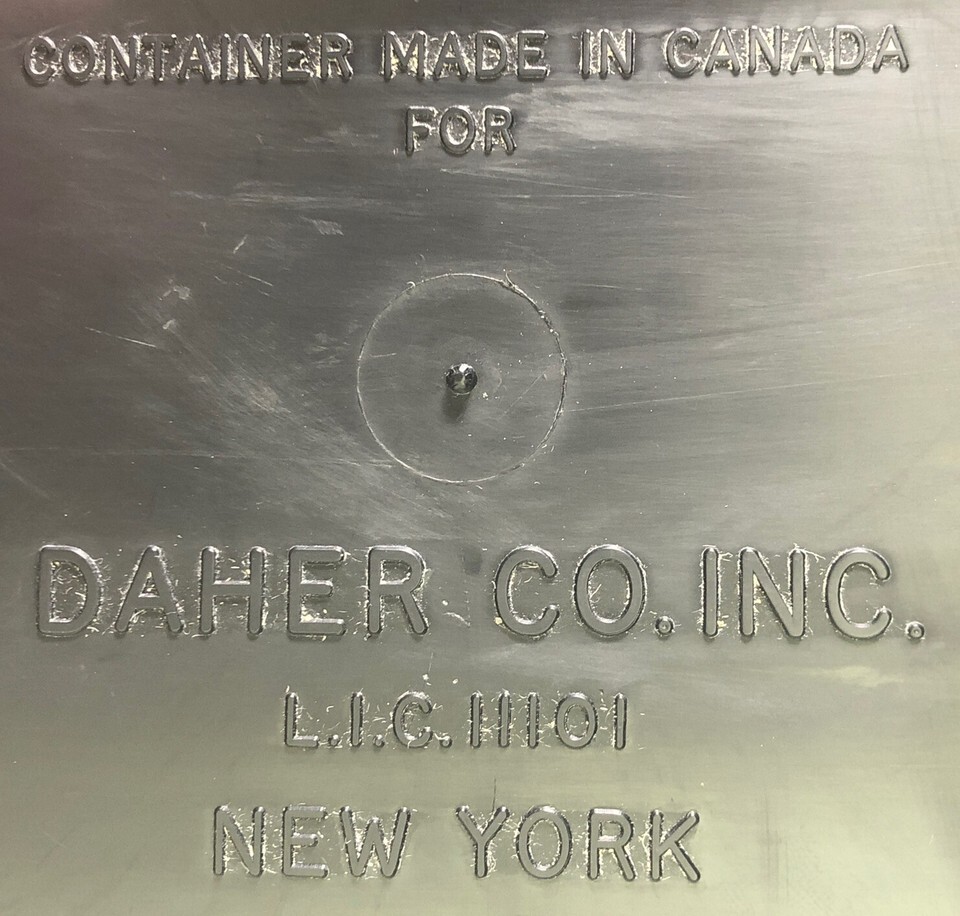 CONTAINER MADE IN CANADA
FOR
DAHER CO. INC.
L.I.C. 11101
NEW YORK